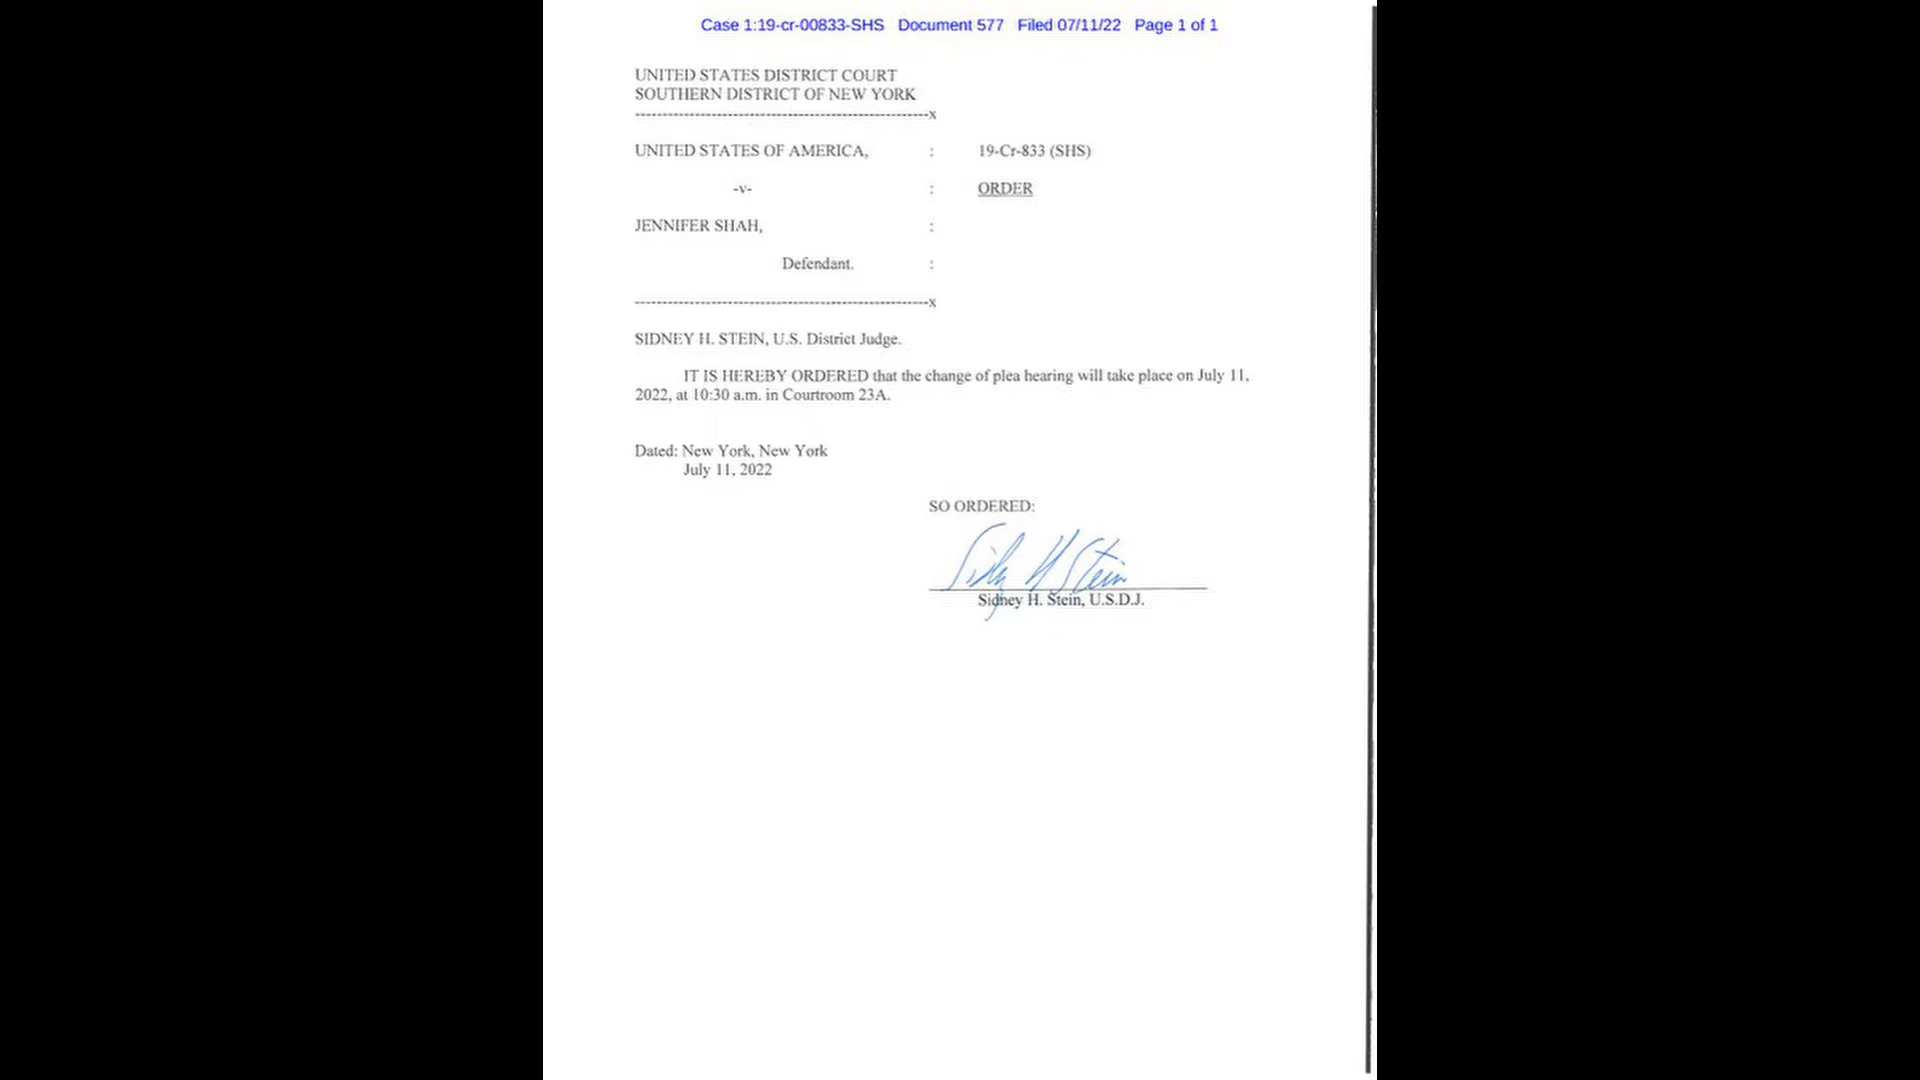 Case 1:19-cr-00833-SHS Document 577 Filed 07/11/22 Page 1 of 1
UNITED STATES DISTRICT COURT
SOUTHERN DISTRICT OF NEW YORK
-----------------------------------------------------x
UNITED STATES OF AMERICA, : 19-Cr-833 (SHS)
-v- : ORDER
JENNIFER SHAH, :
Defendant. :
-----------------------------------------------------x
SIDNEY H. STEIN, U.S. District Judge.
IT IS HEREBY ORDERED that the change of plea hearing will take place on July 11,
2022, at 10:30 a.m. in Courtroom 23A.
Dated: New York, New York
July 11, 2022
SO ORDERED:
Sidney H Stein
Sidney H. Stein, U.S.D.J.